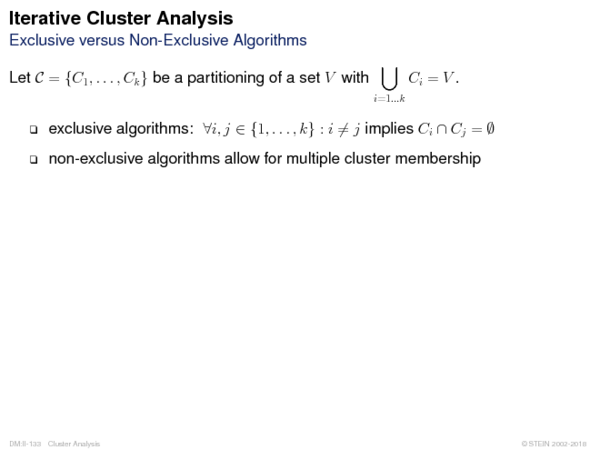 Iterative Cluster Analysis
Exclusive versus Non-Exclusive Algorithms
Let 𝒞 = {C₁, . . . , Cₖ} be a partitioning of a set V with ⋃ᵢ₌₁...ₖ Cᵢ = V .
❑ exclusive algorithms: ∀i, j ∈ {1, . . . , k} : i ≠ j implies Cᵢ ∩ Cⱼ = ∅
❑ non-exclusive algorithms allow for multiple cluster membership
DM:II-133 Cluster Analysis
© STEIN 2002-2018